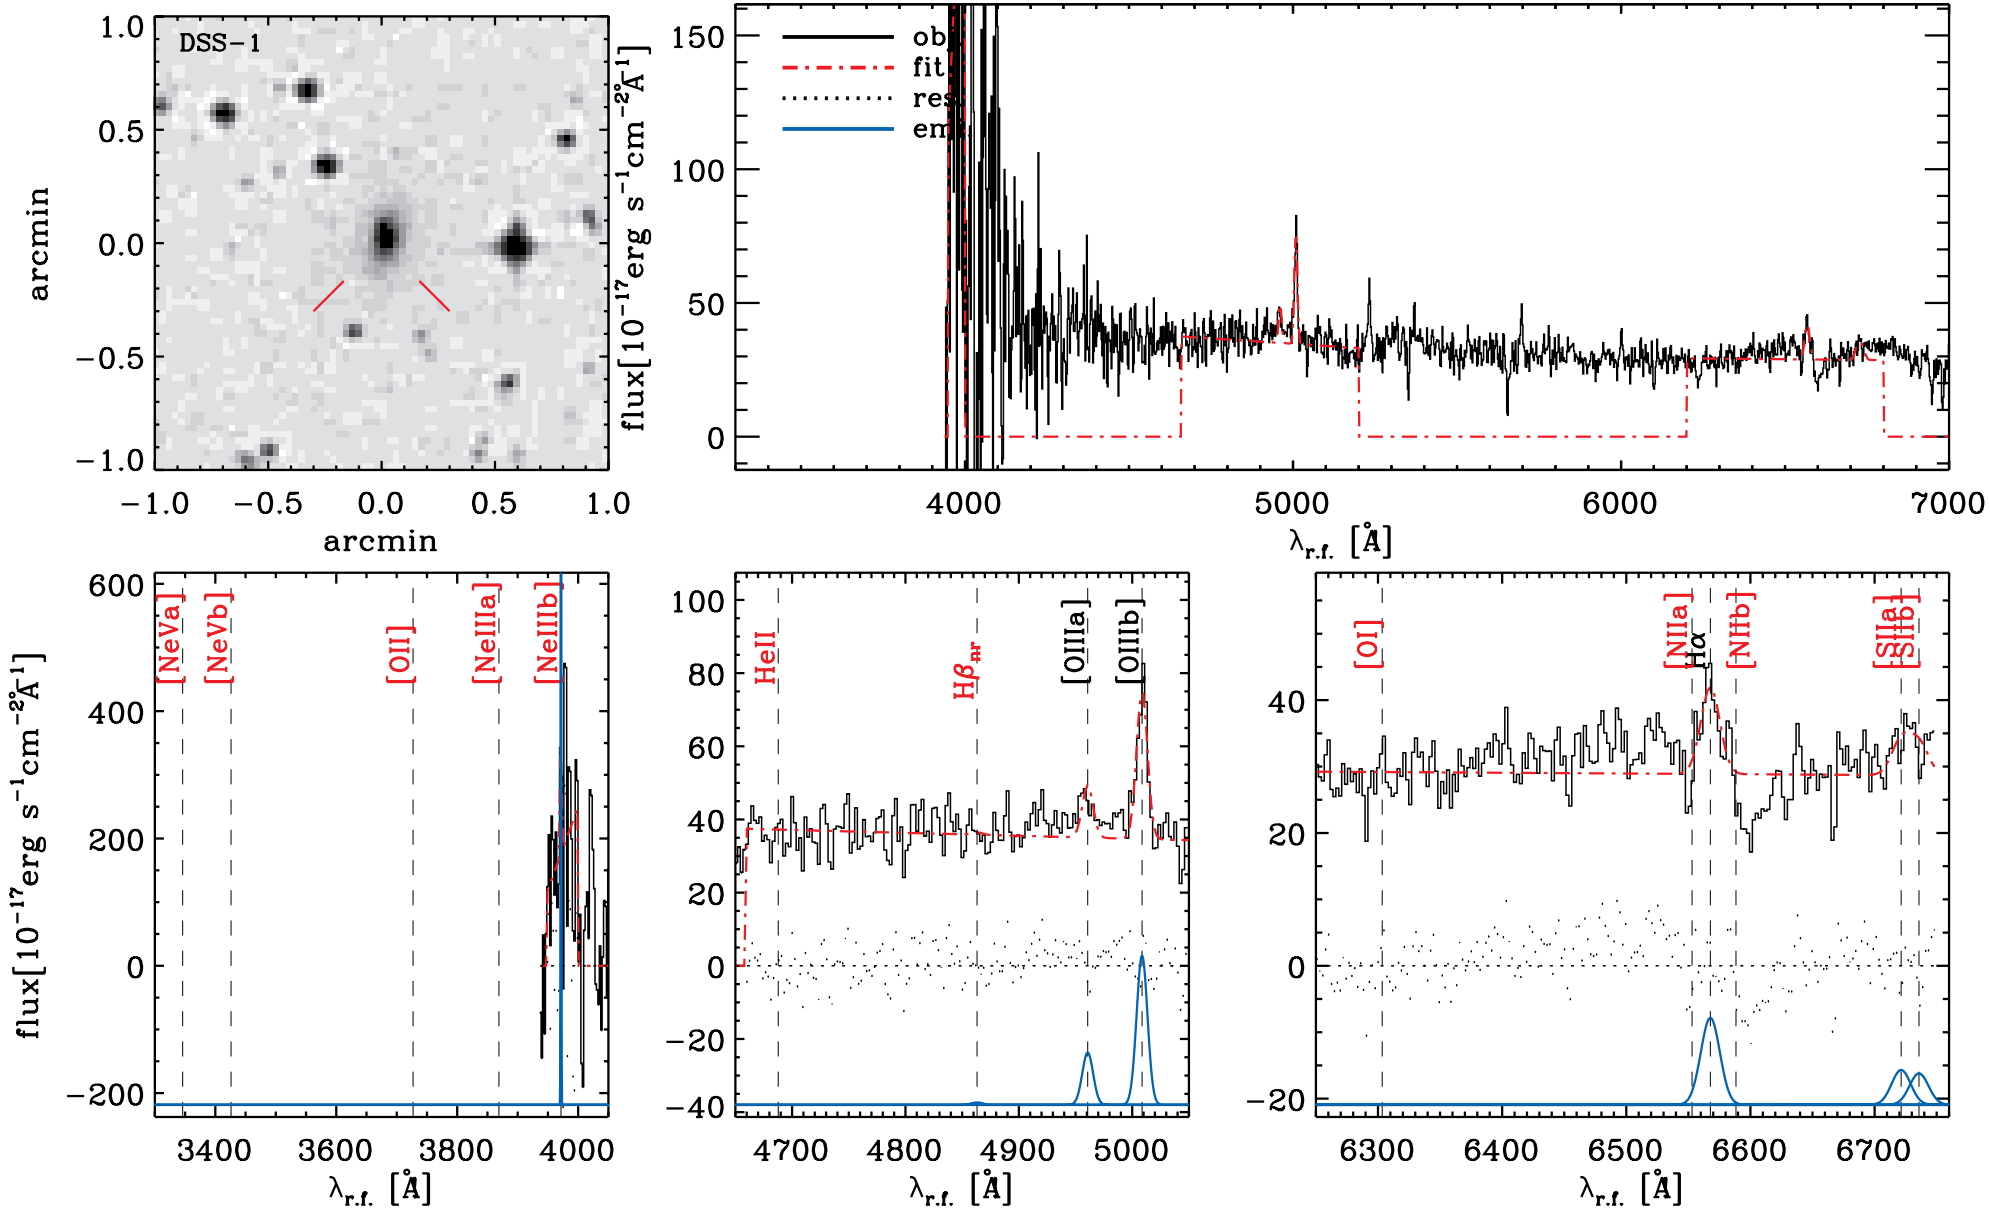 DSS-1
1.0
0.5
0.0
−0.5
−1.0
arcmin
−1.0 −0.5 0.0 0.5 1.0
arcmin
150
100
50
0
flux[10⁻¹⁷erg s⁻¹cm⁻²Å⁻¹]
ob
fit
res
em.
4000 5000 6000 7000
λr.f. [Å]
600
400
200
0
−200
flux[10⁻¹⁷erg s⁻¹cm⁻²Å⁻¹]
[NeVa]
[NeVb]
[OII]
[NeIIIa]
[NeIIIb]
3400 3600 3800 4000
λr.f. [Å]
100
80
60
40
20
0
−20
−40
HeII
Hβnr
[OIIIa]
[OIIIb]
4700 4800 4900 5000
λr.f. [Å]
40
20
0
−20
[OI]
[NIIa]
Hα
[NIIb]
[SIIa]
[SIIb]
6300 6400 6500 6600 6700
λr.f. [Å]